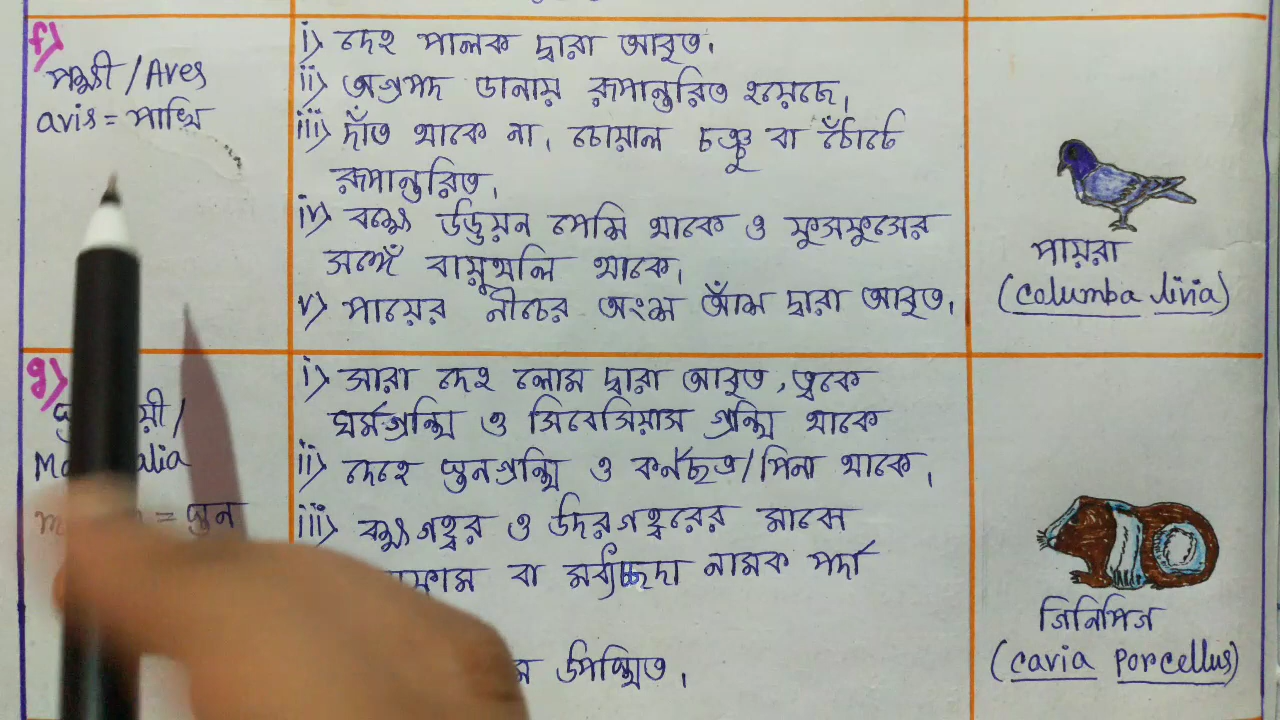 f)
পক্ষী/Aves
avis = পাখি
i) দেহ পালক দ্বারা আবৃত।
ii) অগ্রপদ ডানায় রূপান্তরিত হয়েছে।
iii) দাঁত থাকে না, চোয়াল চঞ্চু বা ঠোঁটে
রূপান্তরিত।
iv) বক্ষে উড্ডয়ন পেশি থাকে ও ফুসফুসের
সঙ্গে বায়ুথলি থাকে।
v) পায়ের নীচের অংশ আঁশ দ্বারা আবৃত।
পায়রা
(Columba livia)
g)
= স্তন
i) সারা দেহ লোম দ্বারা আবৃত, ত্বকে
ঘর্মগ্রন্থি ও সিবেসিয়াস গ্রন্থি থাকে
ii) দেহে স্তনগ্রন্থি ও কর্ণছত্র/পিনা থাকে।
iii) বক্ষগহ্বর ও উদরগহ্বরের মাঝে
বা মধ্যচ্ছদা নামক পর্দা
উপস্থিত।
গিনিপিগ
(Cavia porcellus)